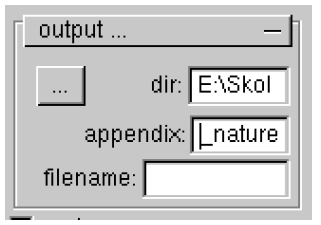 output ... –
... dir: E:\Skol
appendix: _nature
filename: